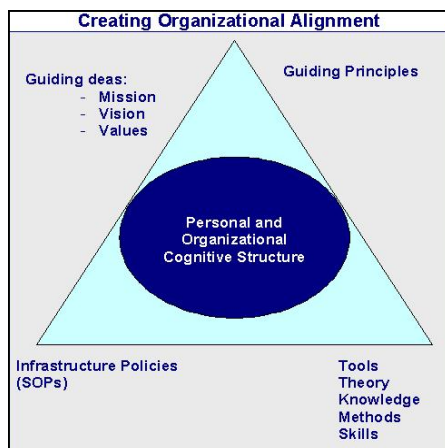 Creating Organizational Alignment
Guiding deas:
- Mission
- Vision
- Values
Guiding Principles
Personal and
Organizational
Cognitive Structure
Infrastructure Policies
(SOPs)
Tools
Theory
Knowledge
Methods
Skills